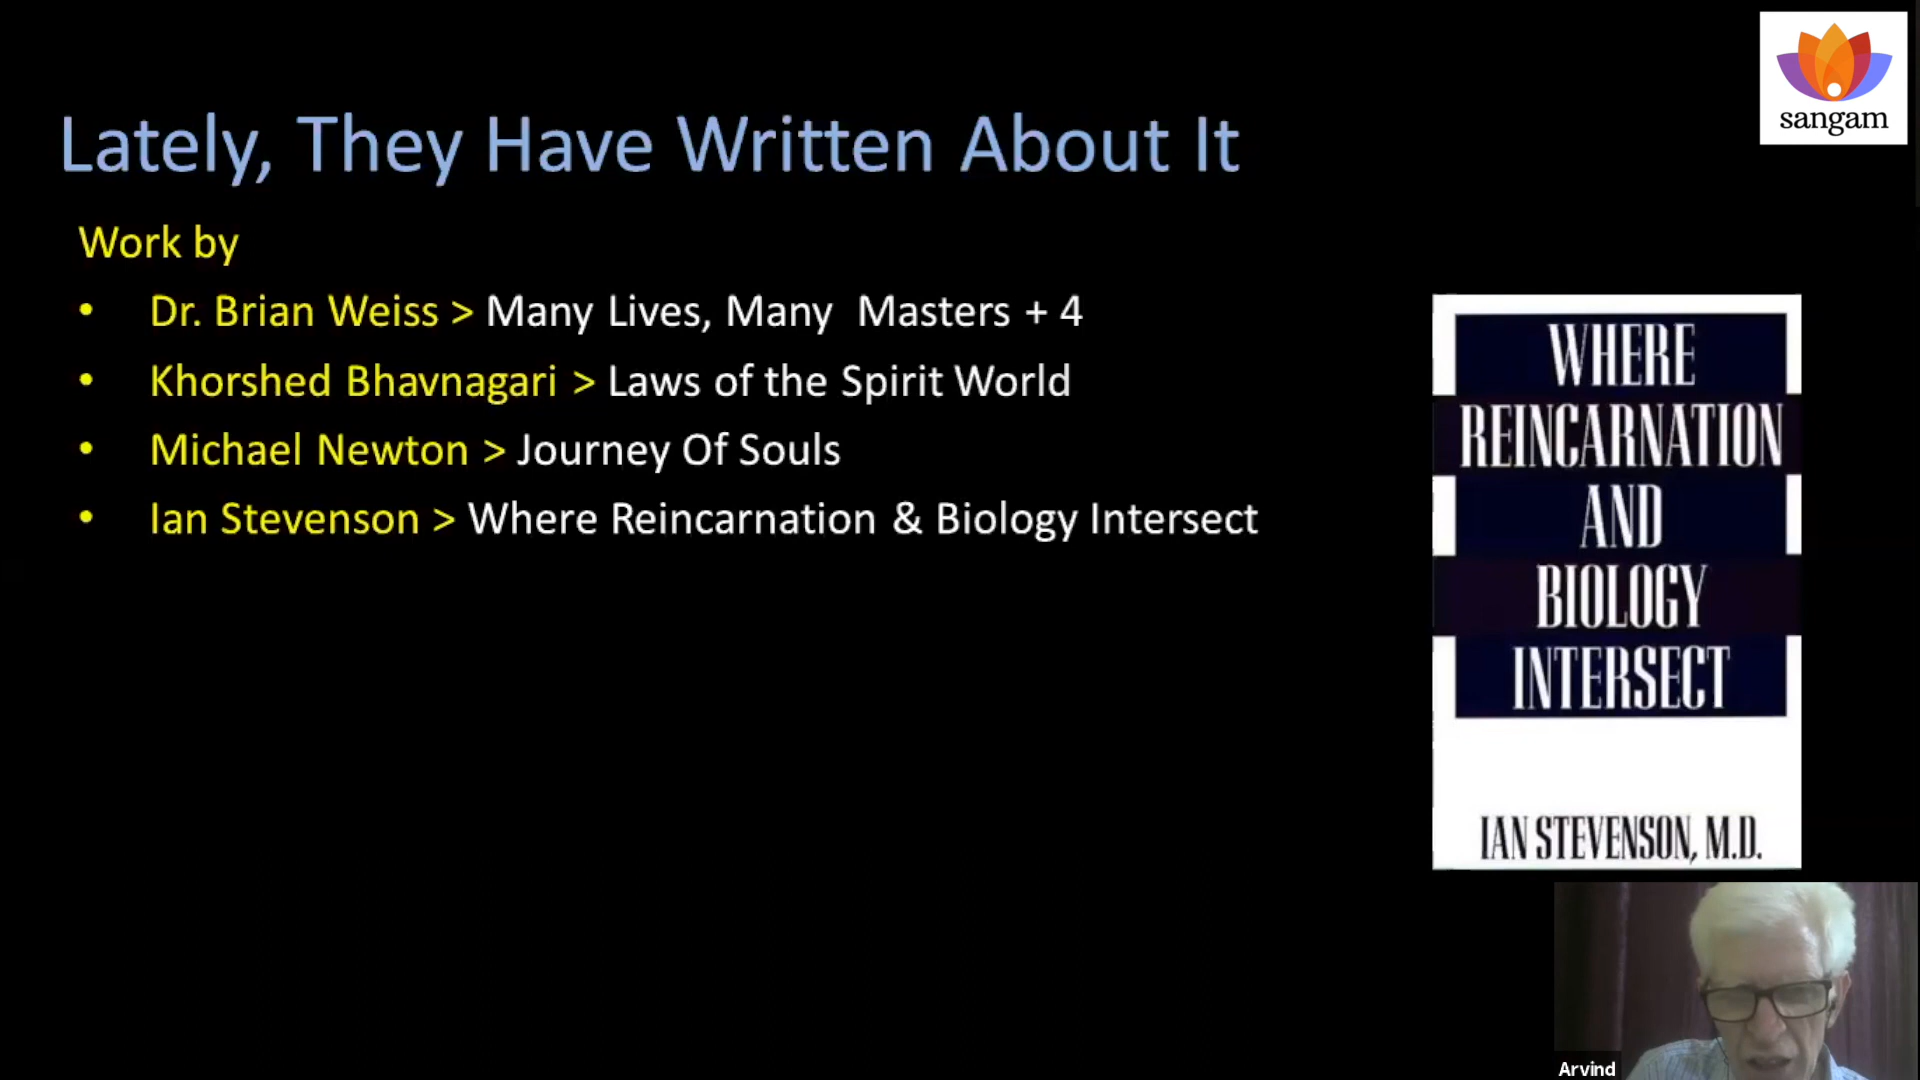 sangam
Lately, They Have Written About It
Work by
• Dr. Brian Weiss > Many Lives, Many Masters + 4
• Khorshed Bhavnagari > Laws of the Spirit World
• Michael Newton > Journey Of Souls
• Ian Stevenson > Where Reincarnation & Biology Intersect
WHERE
REINCARNATION
AND
BIOLOGY
INTERSECT
IAN STEVENSON, M.D.
Arvind